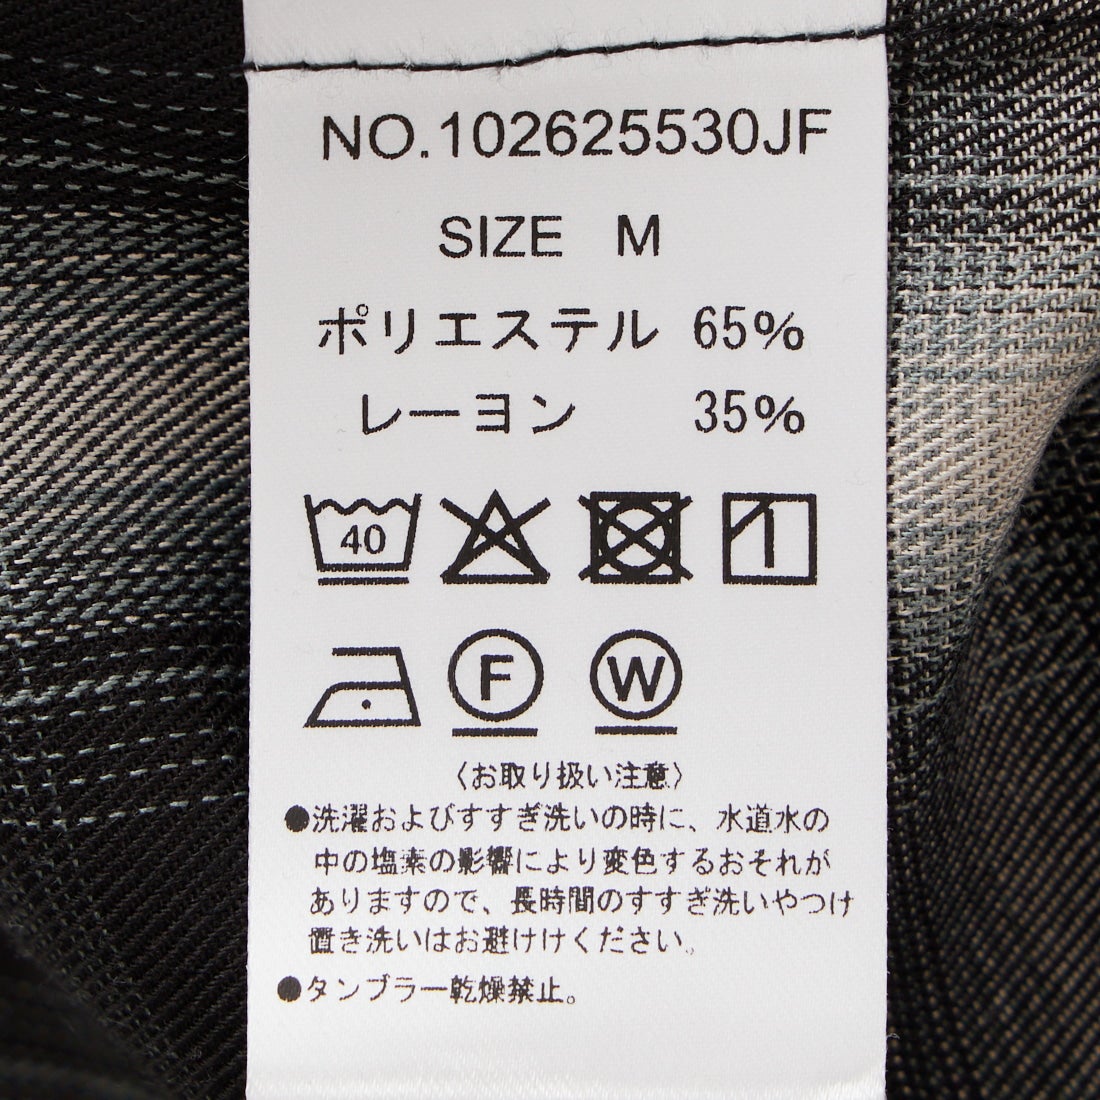 NO.102625530JF
SIZE M
ポリエステル 65%
レーヨン 35%
40
F W
〈お取り扱い注意〉
●洗濯およびすすぎ洗いの時に、水道水の
中の塩素の影響により変色するおそれが
ありますので、長時間のすすぎ洗いやつけ
置き洗いはお避けけください。
●タンブラー乾燥禁止。